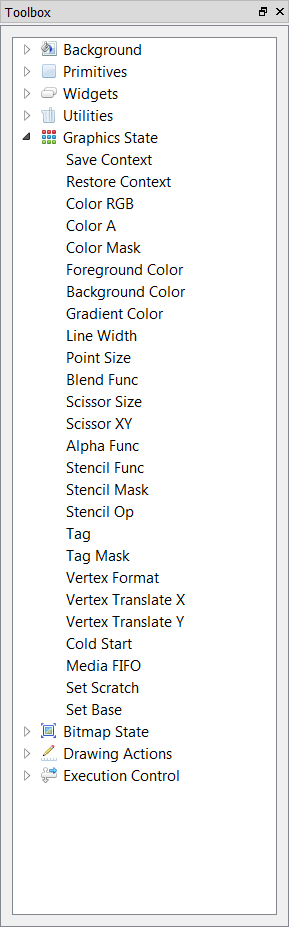 Toolbox
Background
Primitives
Widgets
Utilities
Graphics State
Save Context
Restore Context
Color RGB
Color A
Color Mask
Foreground Color
Background Color
Gradient Color
Line Width
Point Size
Blend Func
Scissor Size
Scissor XY
Alpha Func
Stencil Func
Stencil Mask
Stencil Op
Tag
Tag Mask
Vertex Format
Vertex Translate X
Vertex Translate Y
Cold Start
Media FIFO
Set Scratch
Set Base
Bitmap State
Drawing Actions
Execution Control